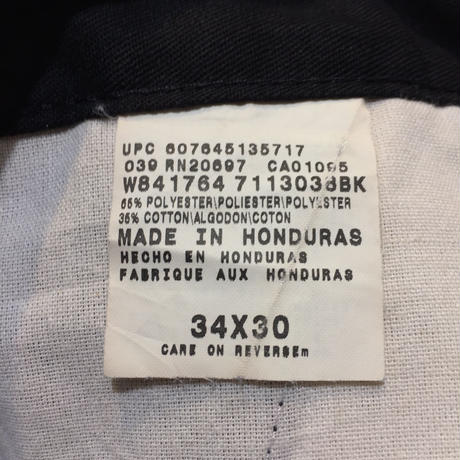 UPC 607645135717
039 RN20697 CA01095
W841764 7113038BK
65% POLYESTER\POLIESTER\POLYESTER
35% COTTON\ALGODON\COTON
MADE IN HONDURAS
HECHO EN HONDURAS
FABRIQUE AUX HONDURAS
34X30
CARE ON REVERSEm